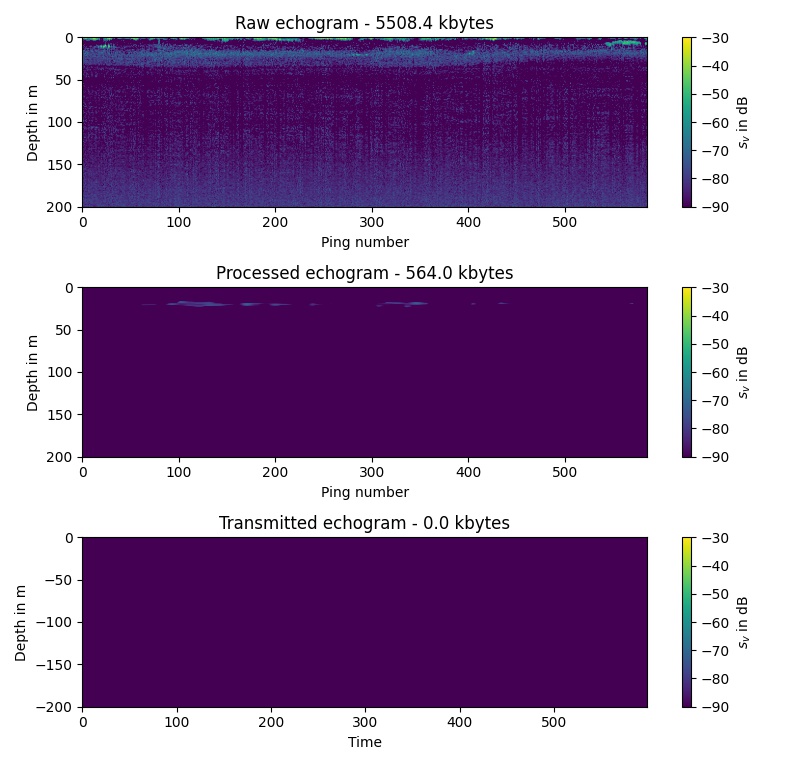 Raw echogram - 5508.4 kbytes
0
50
100
150
200
Depth in m
0 100 200 300 400 500
Ping number
−30
−40
−50
−60
−70
−80
−90
sv in dB
Processed echogram - 564.0 kbytes
0
50
100
150
200
Depth in m
0 100 200 300 400 500
Ping number
−30
−40
−50
−60
−70
−80
−90
sv in dB
Transmitted echogram - 0.0 kbytes
0
−50
−100
−150
−200
Depth in m
0 100 200 300 400 500
Time
−30
−40
−50
−60
−70
−80
−90
sv in dB